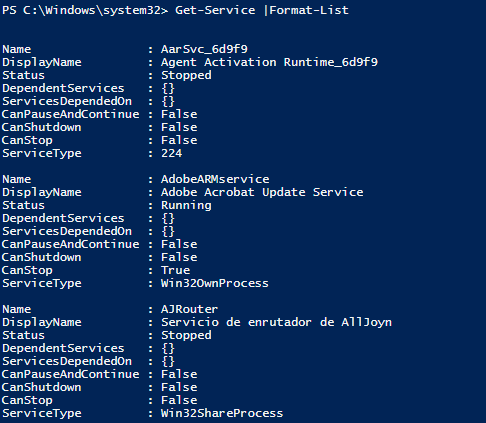 PS C:\Windows\system32> Get-Service |Format-List
Name : AarSvc_6d9f9
DisplayName : Agent Activation Runtime_6d9f9
Status : Stopped
DependentServices : {}
ServicesDependedOn : {}
CanPauseAndContinue : False
CanShutdown : False
CanStop : False
ServiceType : 224
Name : AdobeARMservice
DisplayName : Adobe Acrobat Update Service
Status : Running
DependentServices : {}
ServicesDependedOn : {}
CanPauseAndContinue : False
CanShutdown : False
CanStop : True
ServiceType : Win32OwnProcess
Name : AJRouter
DisplayName : Servicio de enrutador de AllJoyn
Status : Stopped
DependentServices : {}
ServicesDependedOn : {}
CanPauseAndContinue : False
CanShutdown : False
CanStop : False
ServiceType : Win32ShareProcess